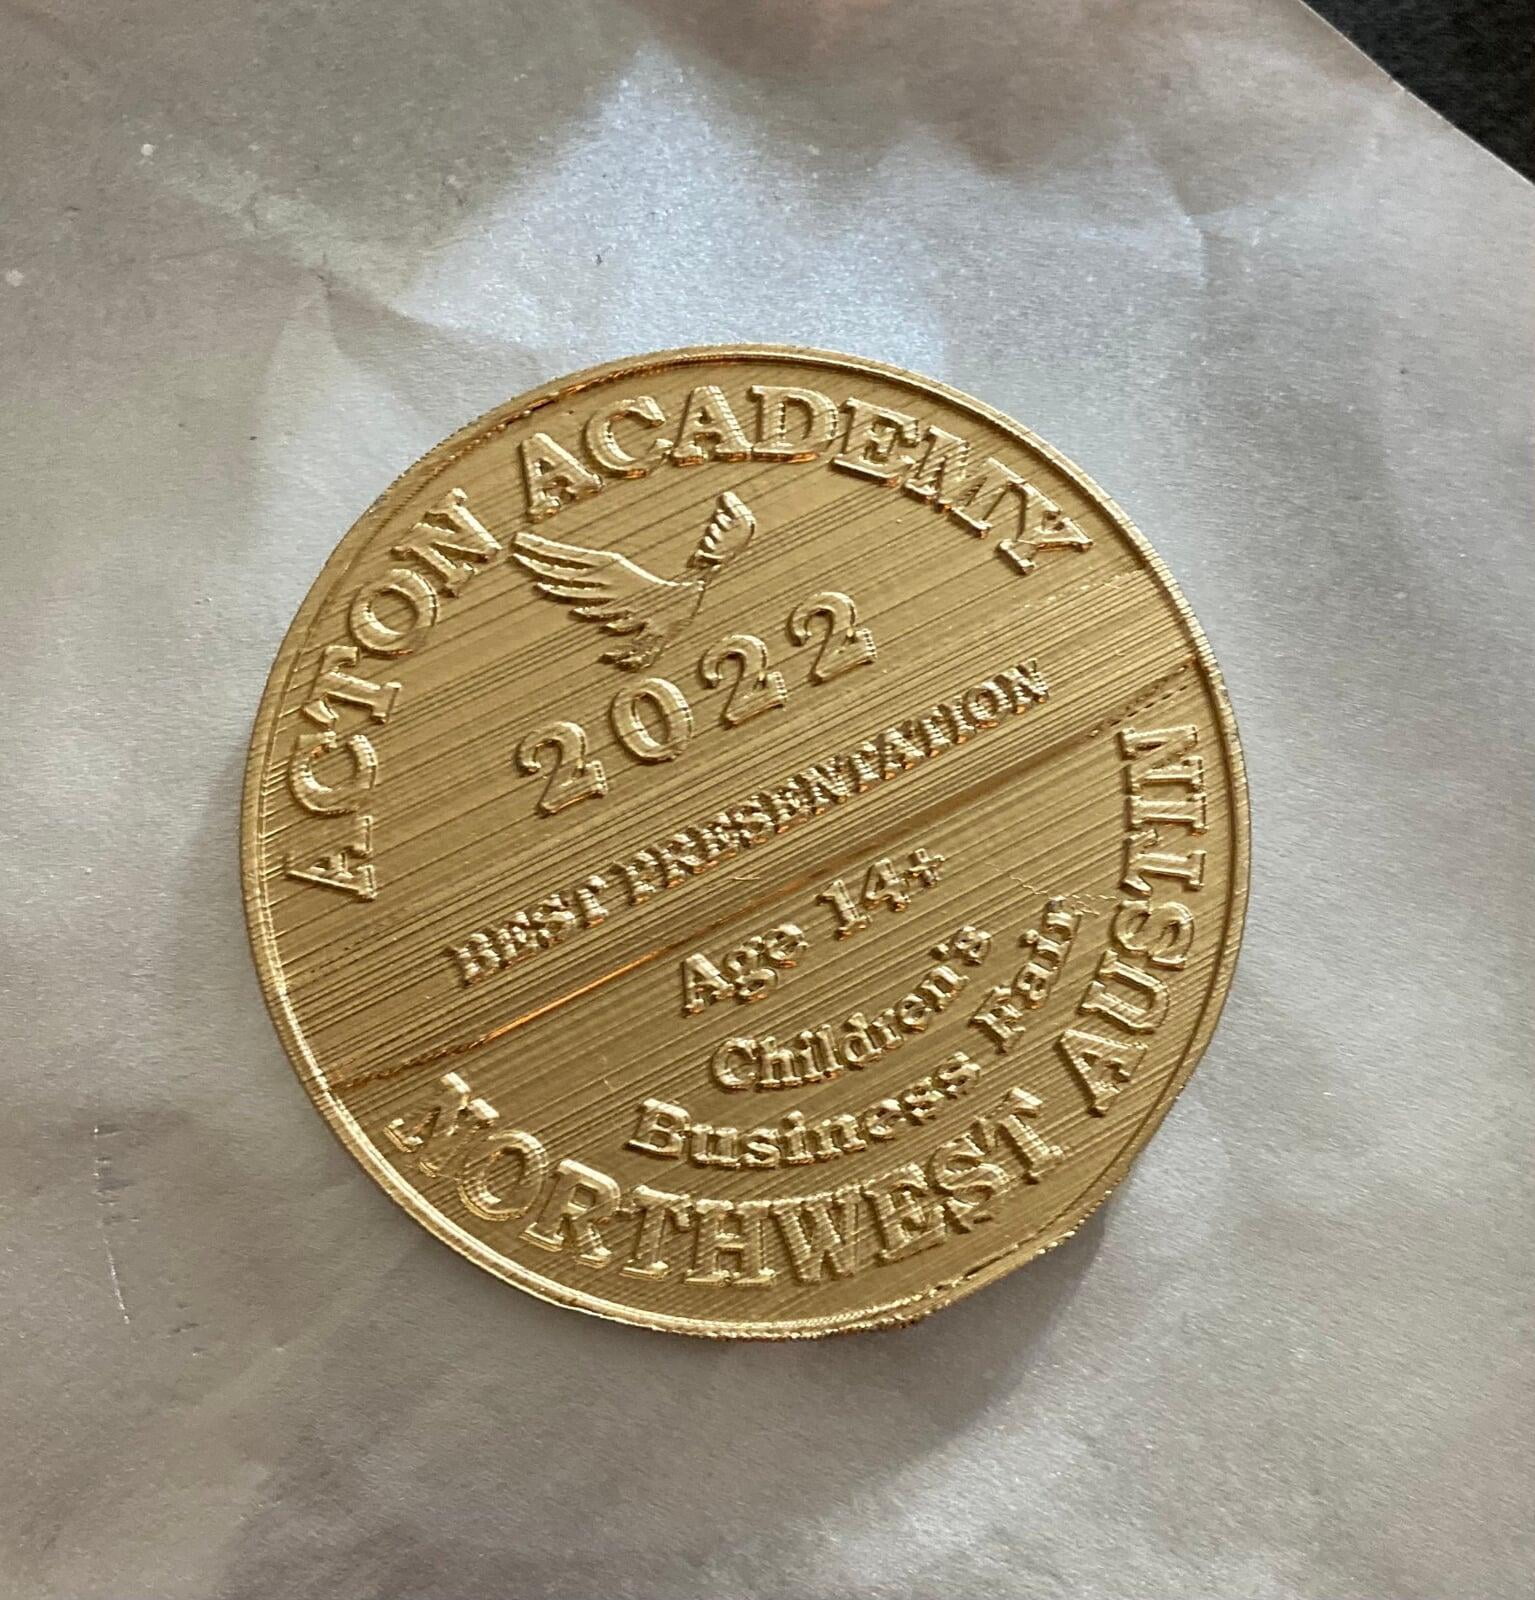 ACTON ACADEMY
2022
BEST PRESENTATION
Age 14+
Children's
Business Fair
NORTHWEST AUSTIN